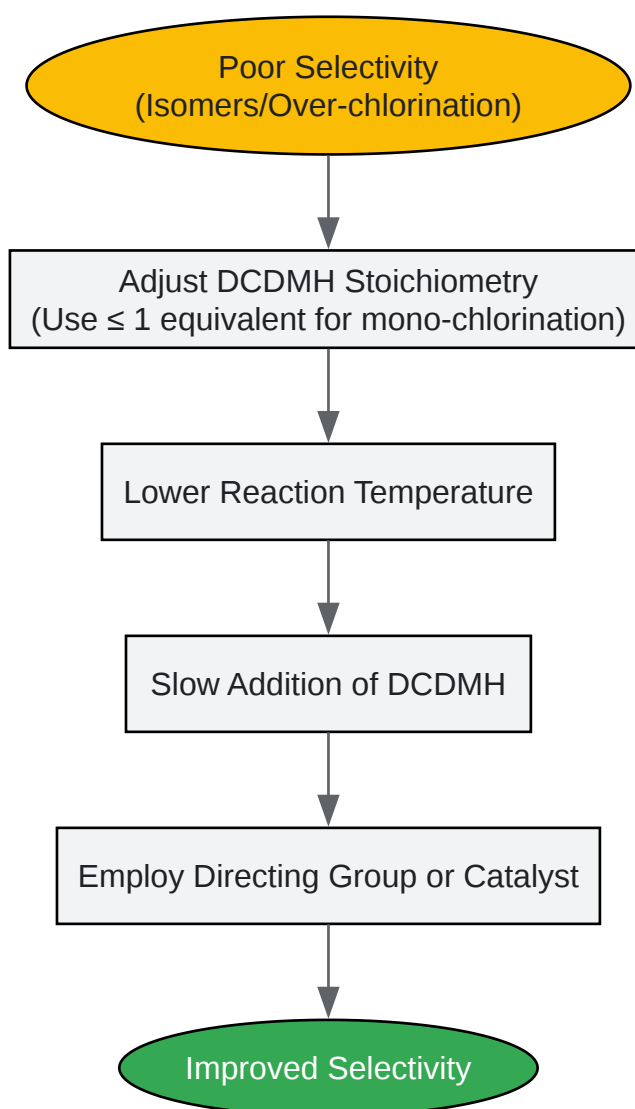 Poor Selectivity
(Isomers/Over-chlorination)
Adjust DCDMH Stoichiometry
(Use ≤ 1 equivalent for mono-chlorination)
Lower Reaction Temperature
Slow Addition of DCDMH
Employ Directing Group or Catalyst
Improved Selectivity